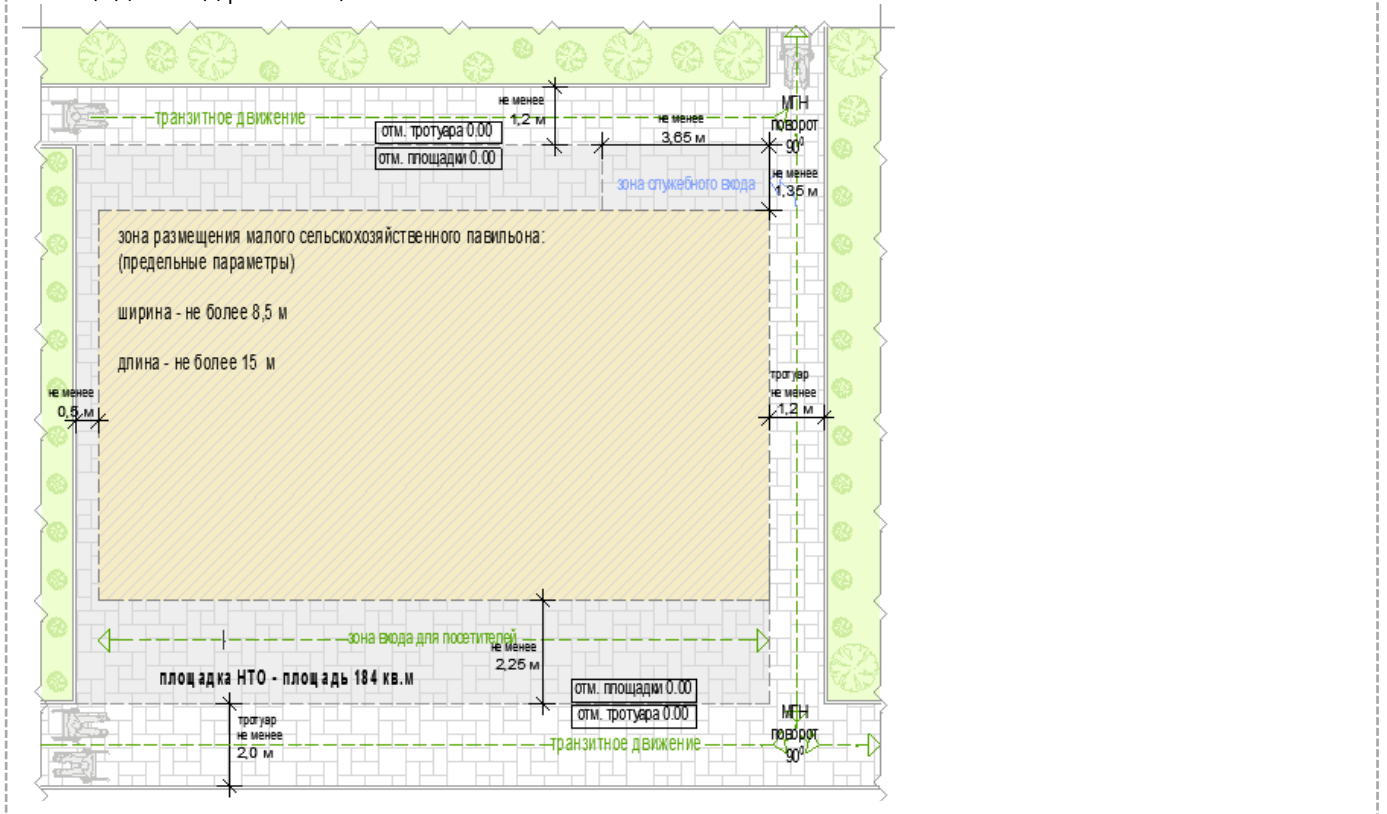 МГН
не менее
1,2 м
транзитное движение
поворот
90⁰
не менее
3,65 м
отм. тротуара 0.00
отм. площадки 0.00
зона служебного входа
не менее
1,35 м
зона размещения малого сельскохозяйственного павильона:
(предельные параметры)
ширина - не более 8,5 м
длина - не более 15 м
не менее
0,5 м
тротуар
не менее
1,2 м
зона входа для посетителей
не менее
2,25 м
площадка НТО - площадь 184 кв.м
отм. площадки 0.00
отм. тротуара 0.00
тротуар
не менее
2,0 м
транзитное движение
МГН
поворот
90⁰